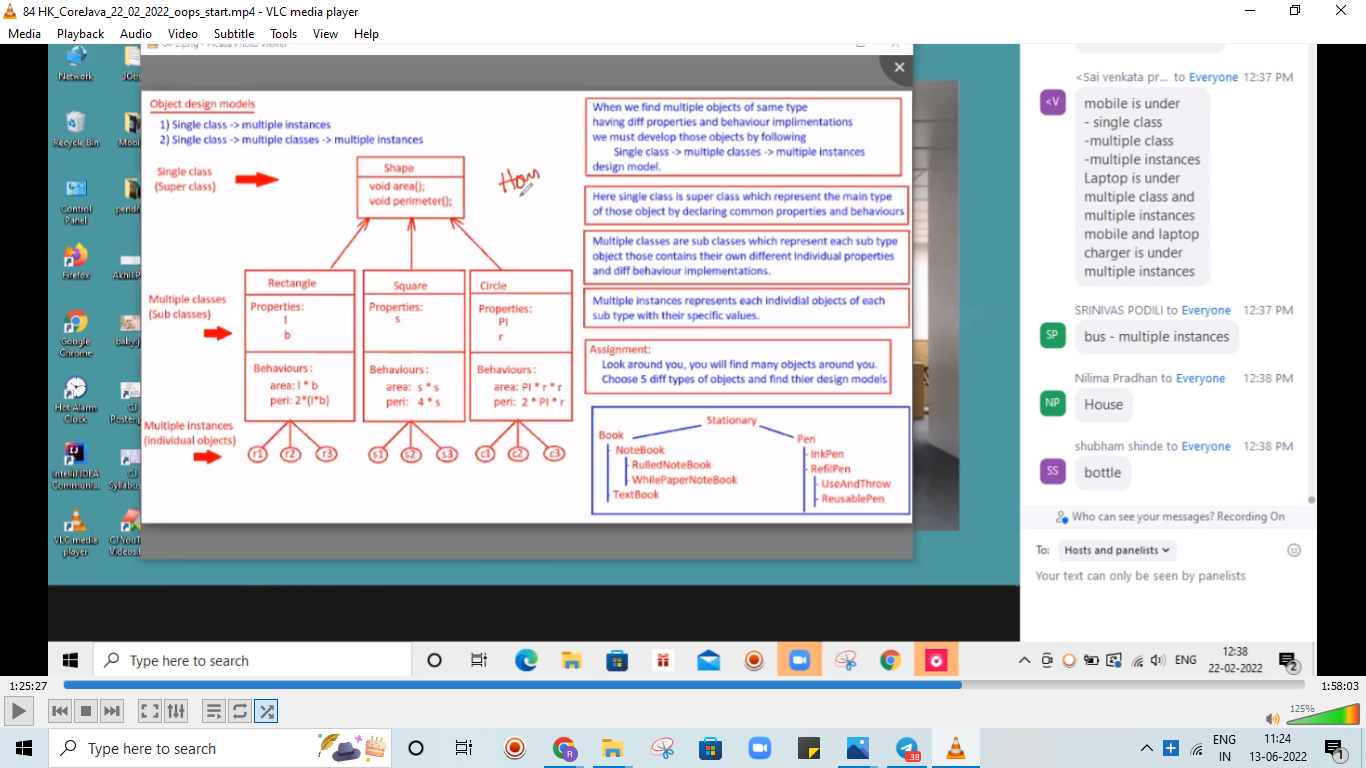 84 HK_CoreJava_22_02_2022_oops_start.mp4 - VLC media player
Media Playback Audio Video Subtitle Tools View Help
Network
Recycle Bin
Control Panel
Firefox
Google Chrome
Hot Alarm Clock
IntelliJ IDEA Communi...
VLC media player
Object design models
1) Single class -> multiple instances
2) Single class -> multiple classes -> multiple instances
Single class
(Super class)
Shape
void area();
void perimeter();
Multiple classes
(Sub classes)
Rectangle
Properties:
l
b
Behaviours :
area: l * b
peri: 2*(l*b)
Square
Properties:
s
Behaviours :
area: s * s
peri: 4 * s
Circle
Properties:
PI
r
Behaviours :
area: PI * r * r
peri: 2 * PI * r
Multiple instances
(individual objects)
r1 r2 r3 s1 s2 s3 c1 c2 c3
When we find multiple objects of same type
having diff properties and behaviour implimentations
we must develop those objects by following
Single class -> multiple classes -> multiple instances
design model.
Here single class is super class which represent the main type
of those object by declaring common properties and behaviours
Multiple classes are sub classes which represent each sub type
object those contains their own different individual properties
and diff behaviour implementations.
Multiple instances represents each individial objects of each
sub type with their specific values.
Assignment:
Look around you, you will find many objects around you.
Choose 5 diff types of objects and find thier design models
Stationary
Book
NoteBook
RulledNoteBook
WhilePaperNoteBook
TextBook
Pen
InkPen
RefilPen
UseAndThrow
ReusablePen
<Sai venkata pr... to Everyone 12:37 PM
<V
mobile is under
- single class
-multiple class
-multiple instances
Laptop is under
multiple class and
multiple instances
mobile and laptop
charger is under
multiple instances
SRINIVAS PODILI to Everyone 12:37 PM
SP
bus - multiple instances
Nilima Pradhan to Everyone 12:38 PM
NP
House
shubham shinde to Everyone 12:38 PM
SS
bottle
Who can see your messages? Recording On
To: Hosts and panelists
Your text can only be seen by panelists
Type here to search
ENG
12:38
22-02-2022
2
1:25:27
1:58:03
125%
Type here to search
38
ENG
IN
11:24
13-06-2022
1